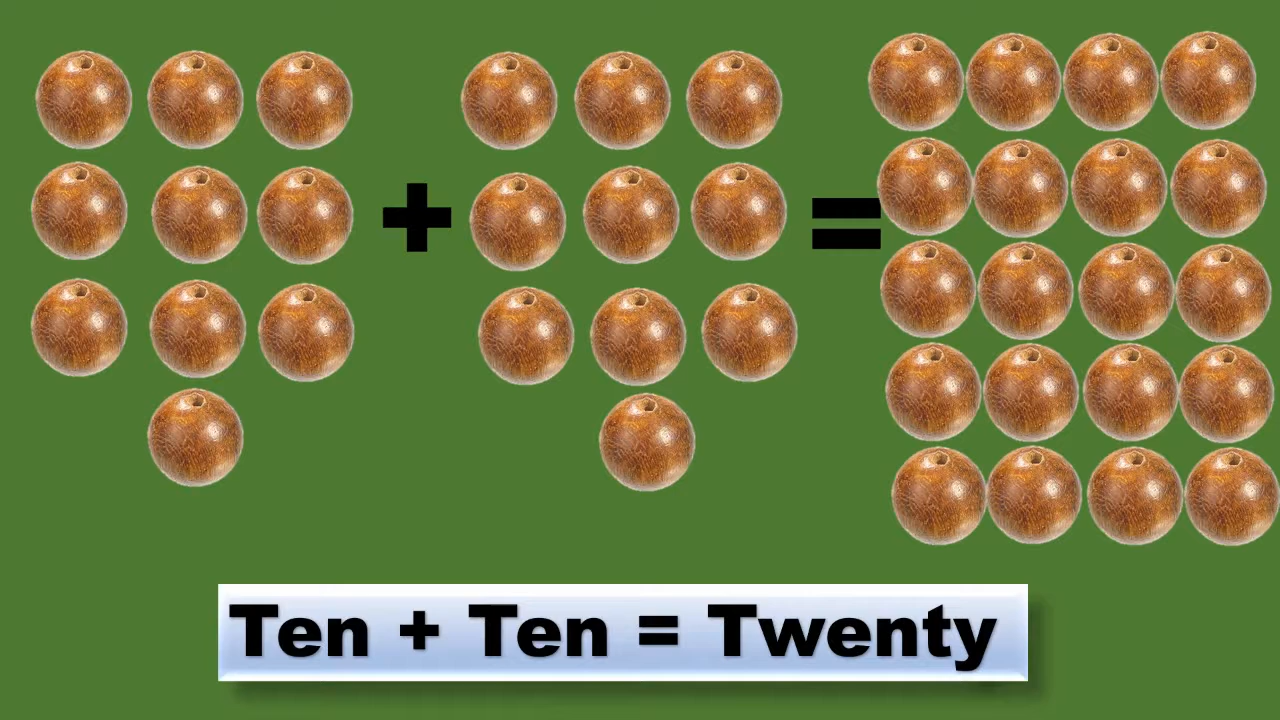 + =
Ten + Ten = Twenty